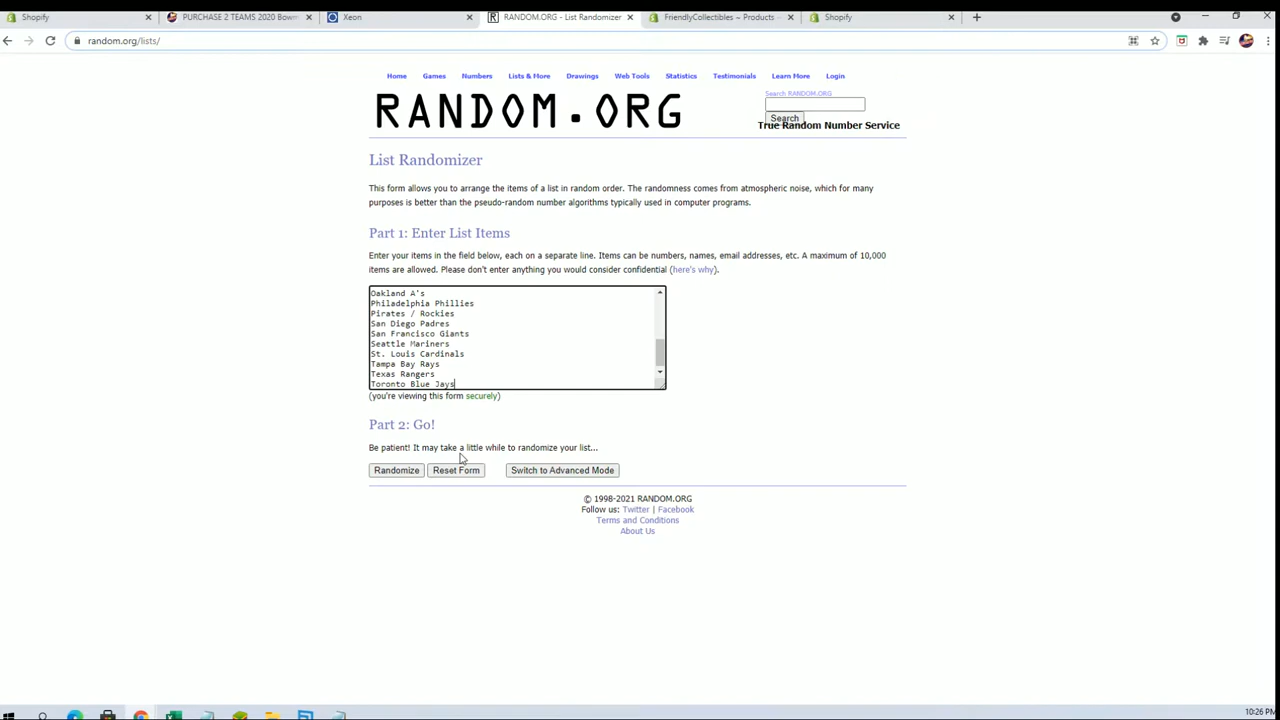 Shopify
PURCHASE 2 TEAMS 2020 Bowm
Xeon
RANDOM.ORG - List Randomizer
FriendlyCollectibles ~ Products -
Shopify
random.org/lists/
Home Games Numbers Lists & More Drawings Web Tools Statistics Testimonials Learn More Login
Search RANDOM.ORG
RANDOM.ORG
Search
True Random Number Service
List Randomizer
This form allows you to arrange the items of a list in random order. The randomness comes from atmospheric noise, which for many
purposes is better than the pseudo-random number algorithms typically used in computer programs.
Part 1: Enter List Items
Enter your items in the field below, each on a separate line. Items can be numbers, names, email addresses, etc. A maximum of 10,000
items are allowed. Please don't enter anything you would consider confidential (here's why).
Oakland A's
Philadelphia Phillies
Pirates / Rockies
San Diego Padres
San Francisco Giants
Seattle Mariners
St. Louis Cardinals
Tampa Bay Rays
Texas Rangers
Toronto Blue Jays
(you're viewing this form securely)
Part 2: Go!
Be patient! It may take a little while to randomize your list...
Randomize Reset Form Switch to Advanced Mode
© 1998-2021 RANDOM.ORG
Follow us: Twitter | Facebook
Terms and Conditions
About Us
10:26 PM